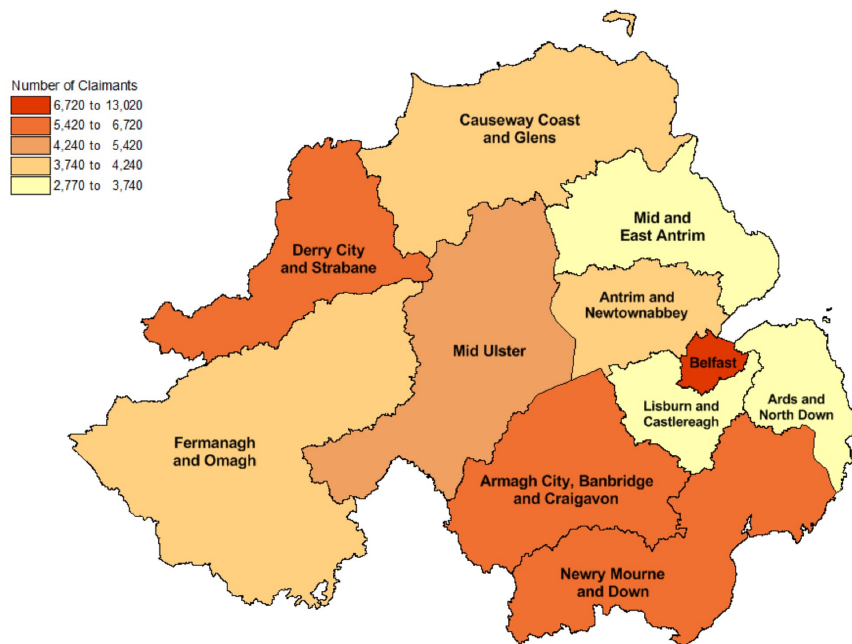 Number of Claimants
6,720 to 13,020
5,420 to 6,720
4,240 to 5,420
3,740 to 4,240
2,770 to 3,740
Causeway Coast
and Glens
Mid and
East Antrim
Derry City
and Strabane
Antrim and
Newtownabbey
Mid Ulster
Belfast
Lisburn and
Castlereagh
Ards and
North Down
Fermanagh
and Omagh
Armagh City, Banbridge
and Craigavon
Newry Mourne
and Down